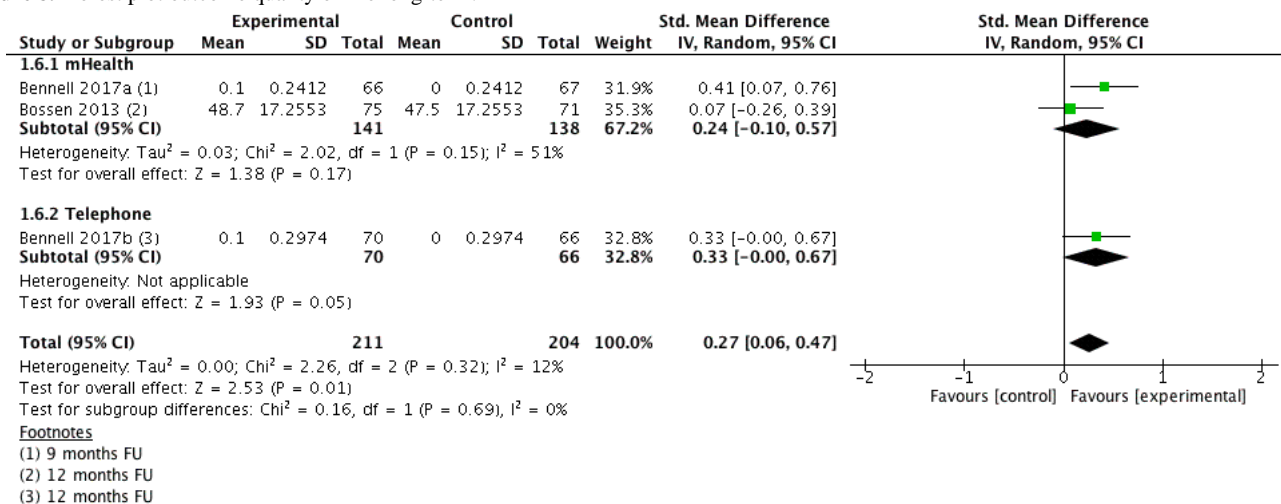 Experimental Control Std. Mean Difference Std. Mean Difference
Study or Subgroup Mean SD Total Mean SD Total Weight IV, Random, 95% CI IV, Random, 95% CI
1.6.1 mHealth
Bennell 2017a (1) 0.1 0.2412 66 0 0.2412 67 31.9% 0.41 [0.07, 0.76]
Bossen 2013 (2) 48.7 17.2553 75 47.5 17.2553 71 35.3% 0.07 [-0.26, 0.39]
Subtotal (95% CI) 141 138 67.2% 0.24 [-0.10, 0.57]
Heterogeneity: Tau² = 0.03; Chi² = 2.02, df = 1 (P = 0.15); I² = 51%
Test for overall effect: Z = 1.38 (P = 0.17)
1.6.2 Telephone
Bennell 2017b (3) 0.1 0.2974 70 0 0.2974 66 32.8% 0.33 [-0.00, 0.67]
Subtotal (95% CI) 70 66 32.8% 0.33 [-0.00, 0.67]
Heterogeneity: Not applicable
Test for overall effect: Z = 1.93 (P = 0.05)
Total (95% CI) 211 204 100.0% 0.27 [0.06, 0.47]
Heterogeneity: Tau² = 0.00; Chi² = 2.26, df = 2 (P = 0.32); I² = 12%
Test for overall effect: Z = 2.53 (P = 0.01)
Test for subgroup differences: Chi² = 0.16, df = 1 (P = 0.69), I² = 0%
-2 -1 0 1 2
Favours [control] Favours [experimental]
Footnotes
(1) 9 months FU
(2) 12 months FU
(3) 12 months FU